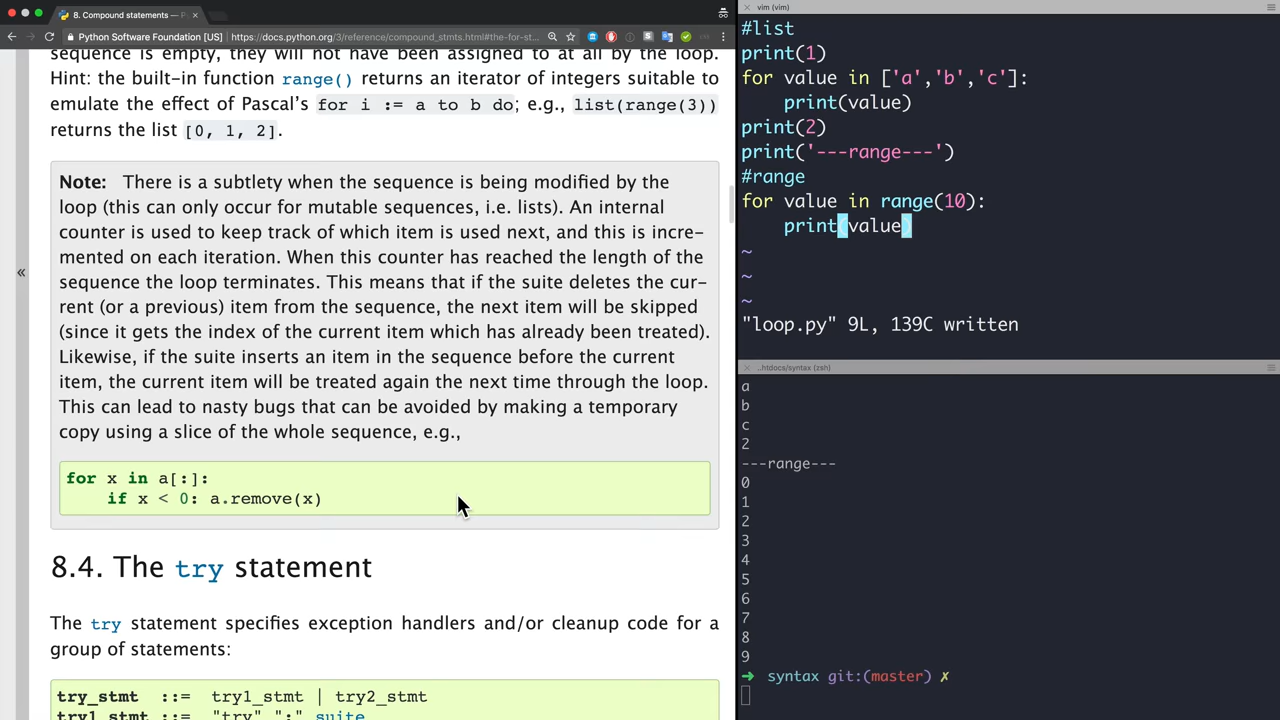 8. Compound statements — P
Python Software Foundation [US] https://docs.python.org/3/reference/compound_stmts.html#the-for-st
sequence is empty, they will not have been assigned to at all by the loop.
Hint: the built-in function range() returns an iterator of integers suitable to
emulate the effect of Pascal's for i := a to b do; e.g., list(range(3))
returns the list [0, 1, 2].
Note: There is a subtlety when the sequence is being modified by the
loop (this can only occur for mutable sequences, i.e. lists). An internal
counter is used to keep track of which item is used next, and this is incre-
mented on each iteration. When this counter has reached the length of the
sequence the loop terminates. This means that if the suite deletes the cur-
rent (or a previous) item from the sequence, the next item will be skipped
(since it gets the index of the current item which has already been treated).
Likewise, if the suite inserts an item in the sequence before the current
item, the current item will be treated again the next time through the loop.
This can lead to nasty bugs that can be avoided by making a temporary
copy using a slice of the whole sequence, e.g.,
for x in a[:]:
    if x < 0: a.remove(x)
8.4. The try statement
The try statement specifies exception handlers and/or cleanup code for a
group of statements:
try_stmt ::= try1_stmt | try2_stmt
try1_stmt ::= "try" ":" suite
«
vim (vim)
#list
print(1)
for value in ['a','b','c']:
    print(value)
print(2)
print('---range---')
#range
for value in range(10):
    print(value)
~
~
~
"loop.py" 9L, 139C written
..htdocs/syntax (zsh)
a
b
c
2
---range---
0
1
2
3
4
5
6
7
8
9
➜ syntax git:(master) ✗